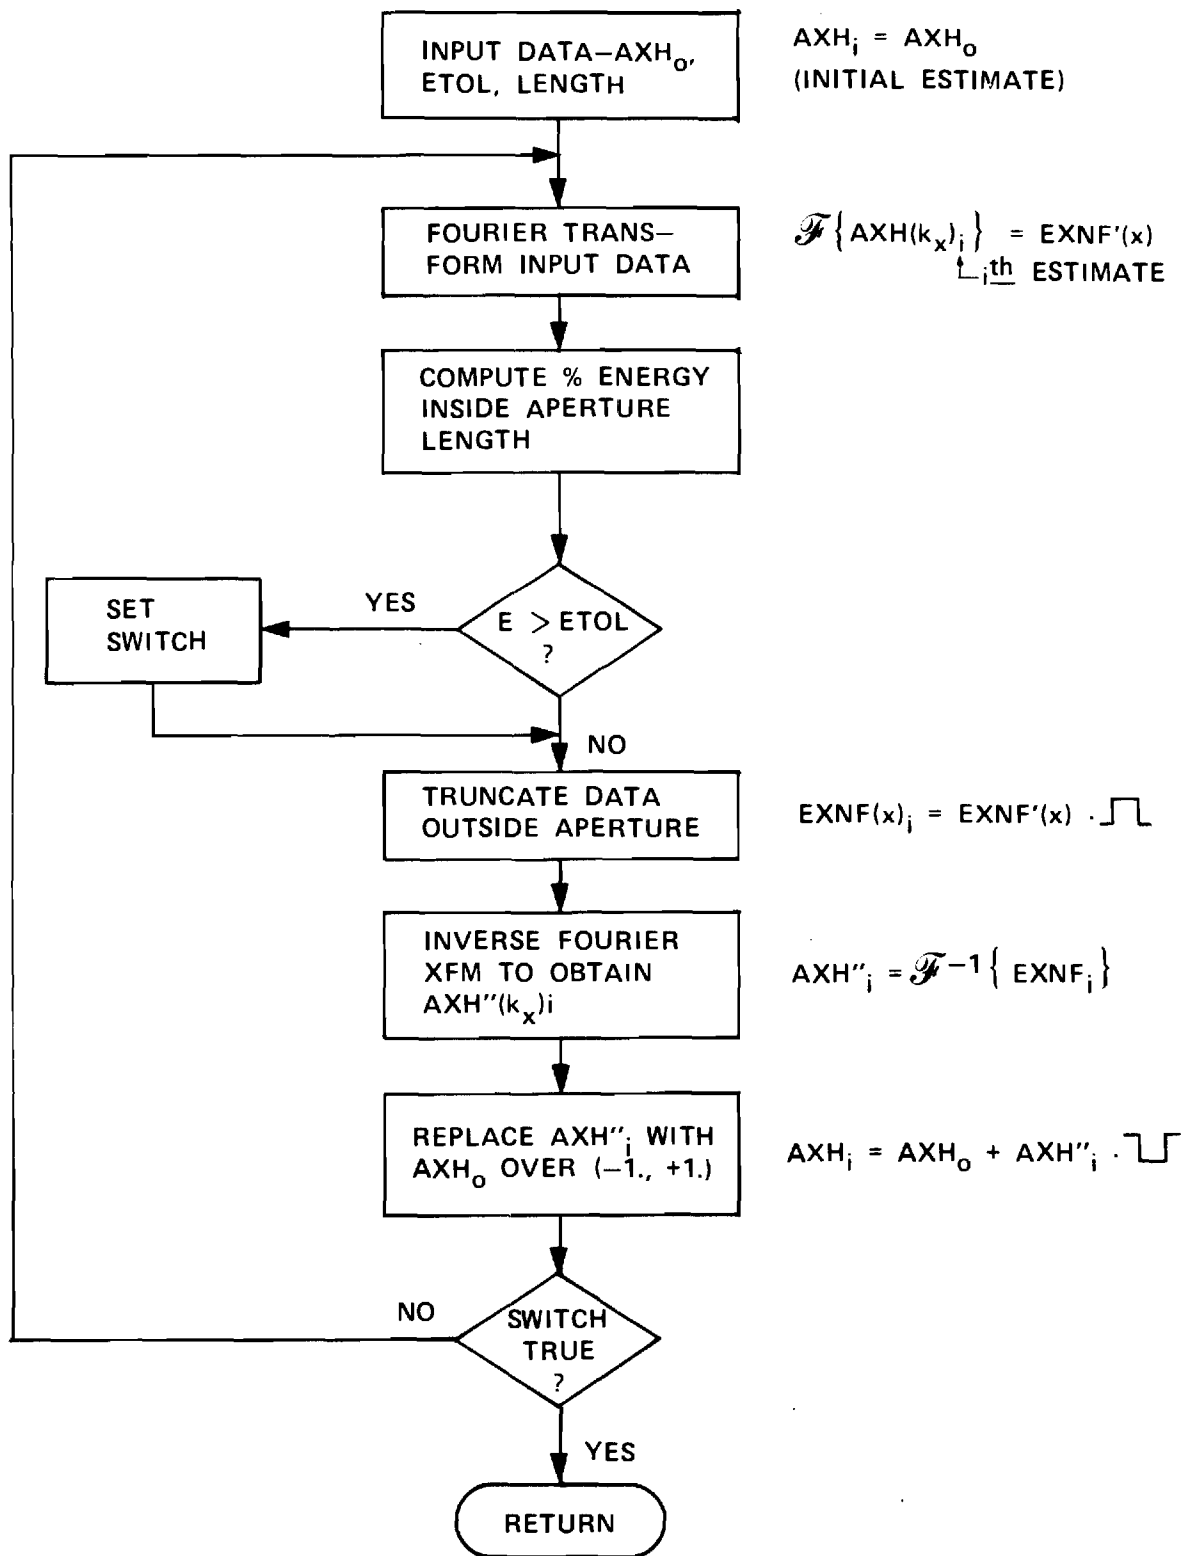 INPUT DATA–AXHo,
ETOL, LENGTH
AXHi = AXHo
(INITIAL ESTIMATE)
FOURIER TRANS–
FORM INPUT DATA
ℱ{AXH(kx)i} = EXNF'(x)
ith ESTIMATE
COMPUTE % ENERGY
INSIDE APERTURE
LENGTH
E > ETOL
?
YES
SET
SWITCH
NO
TRUNCATE DATA
OUTSIDE APERTURE
EXNF(x)i = EXNF'(x) ·
INVERSE FOURIER
XFM TO OBTAIN
AXH"(kx)i
AXH"i = ℱ–1{ EXNFi}
REPLACE AXH"i WITH
AXHo OVER (–1., +1.)
AXHi = AXHo + AXH"i ·
SWITCH
TRUE
?
NO
YES
RETURN